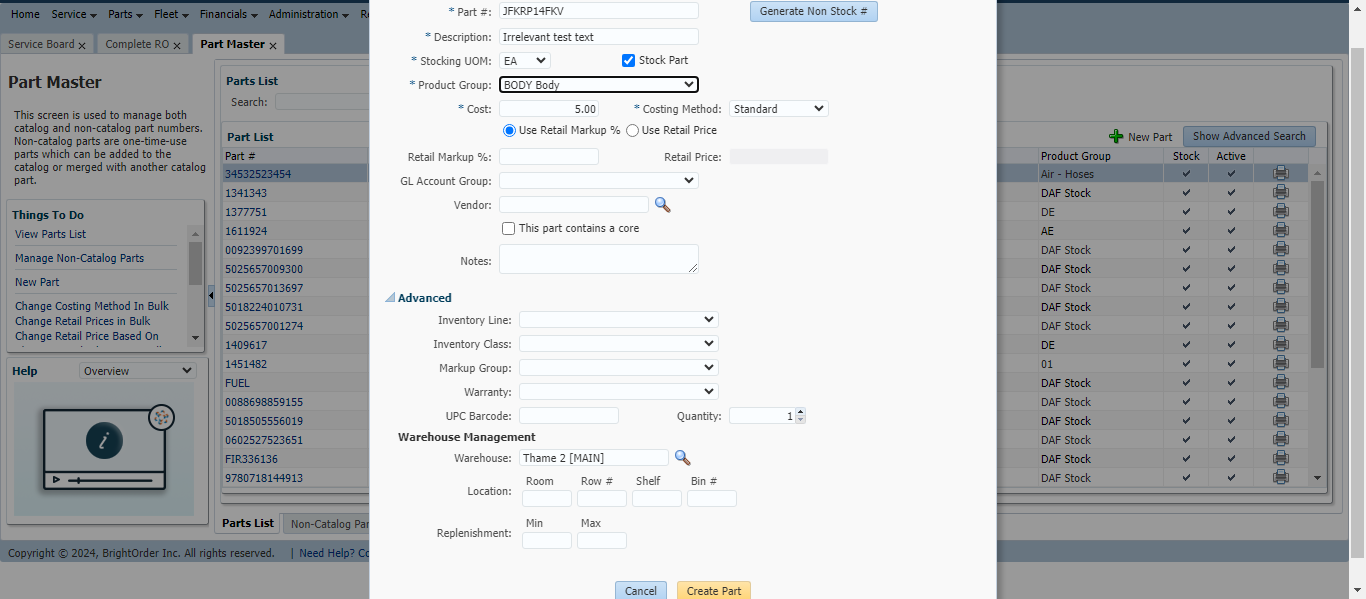 Home Service Parts Fleet Financials Administration
Service Board x Complete RO x Part Master x
Part Master
This screen is used to manage both
catalog and non-catalog part numbers.
Non-catalog parts are one-time-use
parts which can be added to the
catalog or merged with another catalog
part.
Things To Do
View Parts List
Manage Non-Catalog Parts
New Part
Change Costing Method In Bulk
Change Retail Prices in Bulk
Change Retail Price Based On
Help Overview
i
Parts List
Search:
Part List
Part #
34532523454
1341343
1377751
1611924
0092399701699
5025657009300
5025657013697
5018224010731
5025657001274
1409617
1451482
FUEL
0088698859155
5018505556019
0602527523651
FIR336136
9780718144913
Parts List Non-Catalog Par
* Part #: JFKRP14FKV Generate Non Stock #
* Description: Irrelevant test text
* Stocking UOM: EA Stock Part
* Product Group: BODY Body
* Cost: 5.00 * Costing Method: Standard
Use Retail Markup % Use Retail Price
Retail Markup %: Retail Price:
GL Account Group:
Vendor:
This part contains a core
Notes:
Advanced
Inventory Line:
Inventory Class:
Markup Group:
Warranty:
UPC Barcode: Quantity: 1
Warehouse Management
Warehouse: Thame 2 [MAIN]
Room Row # Shelf Bin #
Location:
Min Max
Replenishment:
Cancel Create Part
New Part Show Advanced Search
Product Group Stock Active
Air - Hoses
DAF Stock
DE
AE
DAF Stock
DAF Stock
DAF Stock
DAF Stock
DAF Stock
DE
01
DAF Stock
DAF Stock
DAF Stock
DAF Stock
DAF Stock
DAF Stock
Copyright © 2024, BrightOrder Inc. All rights reserved. | Need Help? Co